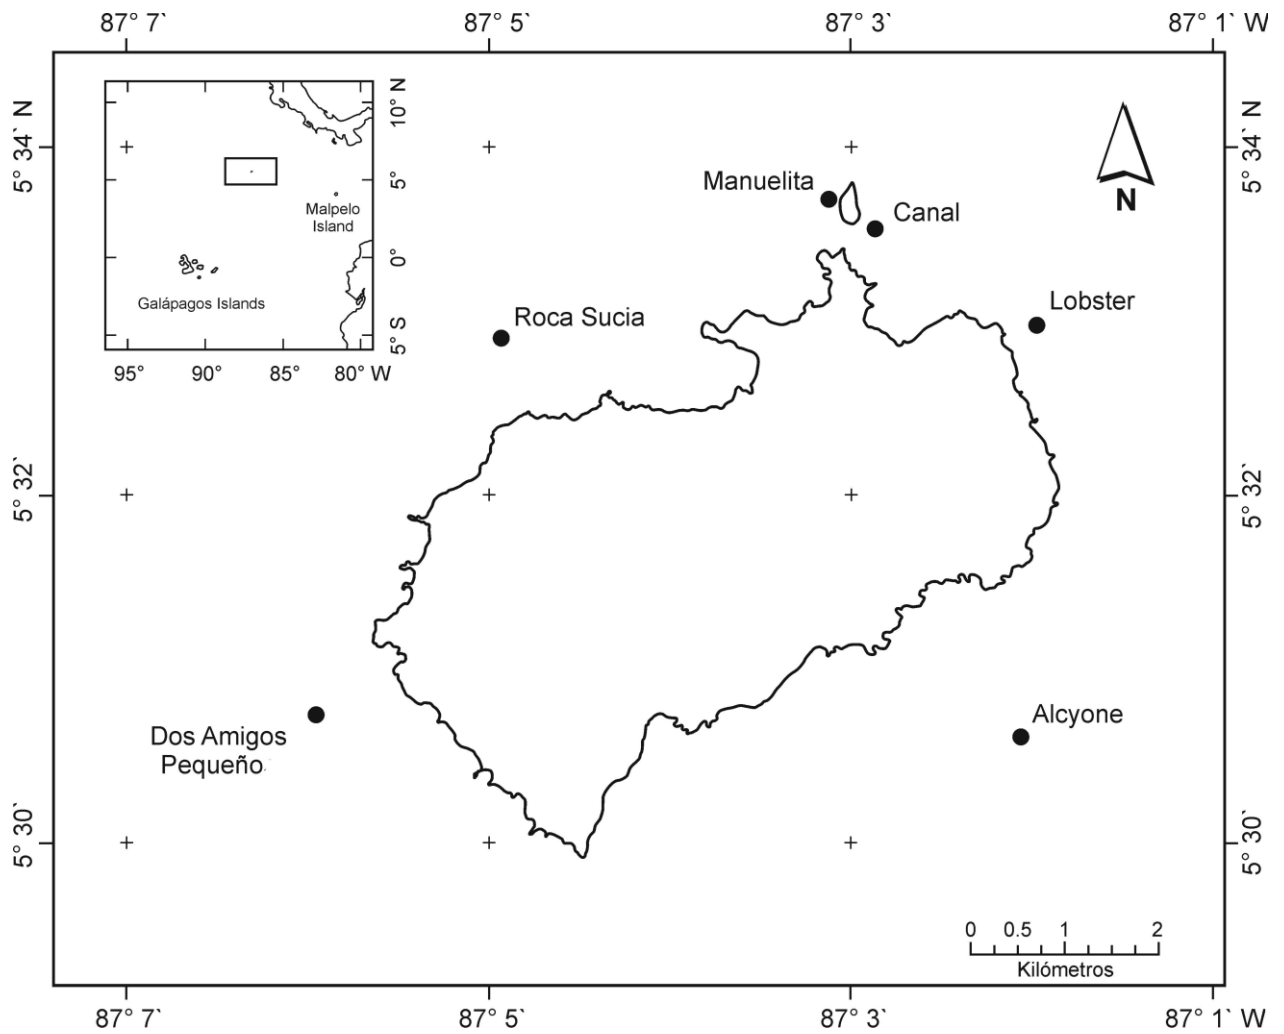 87° 7` 87° 5` 87° 3` 87° 1` W
5° 34` N
5° 32`
5° 30`
10° N
5°
0°
5° S
Malpelo
Island
Galápagos Islands
95° 90° 85° 80° W
Manuelita
Canal
N
Roca Sucia
Lobster
Dos Amigos
Pequeño
Alcyone
0 0.5 1 2
Kilómetros
5° 34` N
5° 32`
5° 30`
87° 7` 87° 5` 87° 3` 87° 1` W